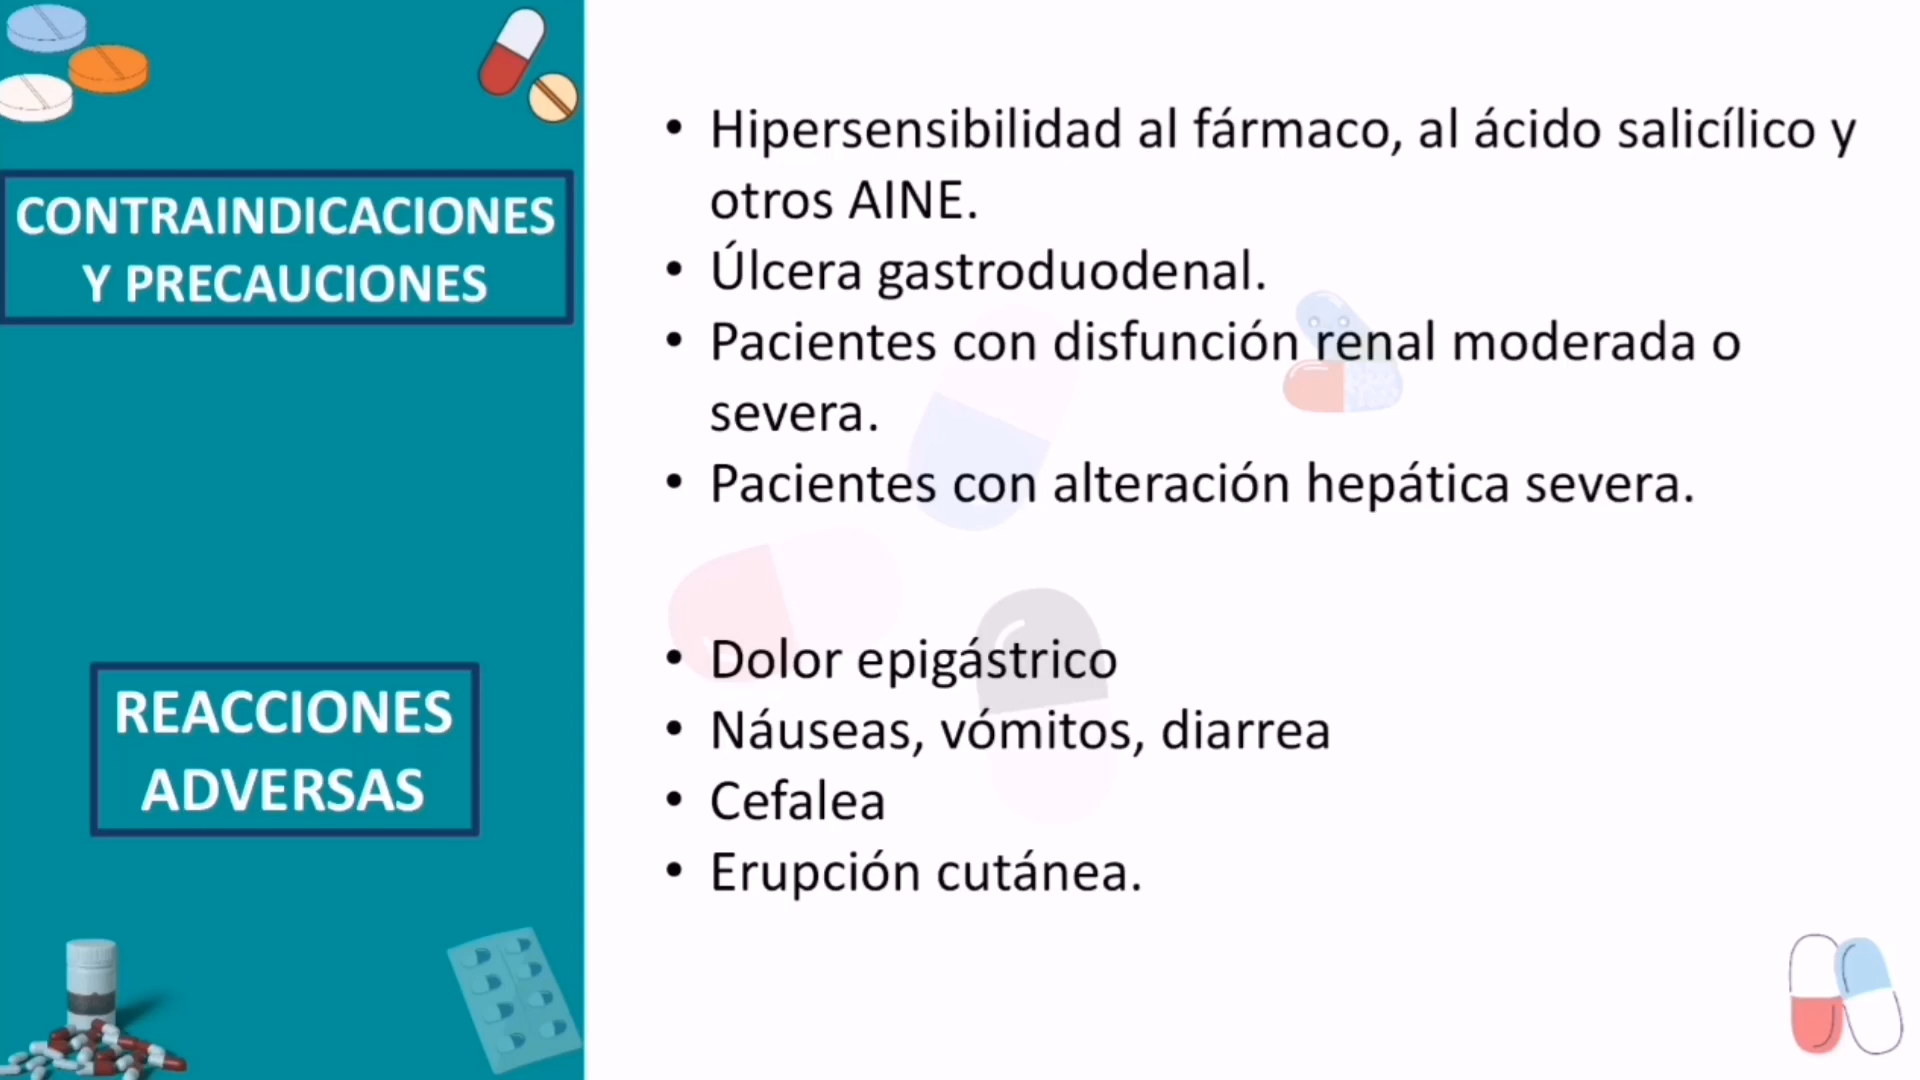 CONTRAINDICACIONES
Y PRECAUCIONES
• Hipersensibilidad al fármaco, al ácido salicílico y
otros AINE.
• Úlcera gastroduodenal.
• Pacientes con disfunción renal moderada o
severa.
• Pacientes con alteración hepática severa.
REACCIONES
ADVERSAS
• Dolor epigástrico
• Náuseas, vómitos, diarrea
• Cefalea
• Erupción cutánea.